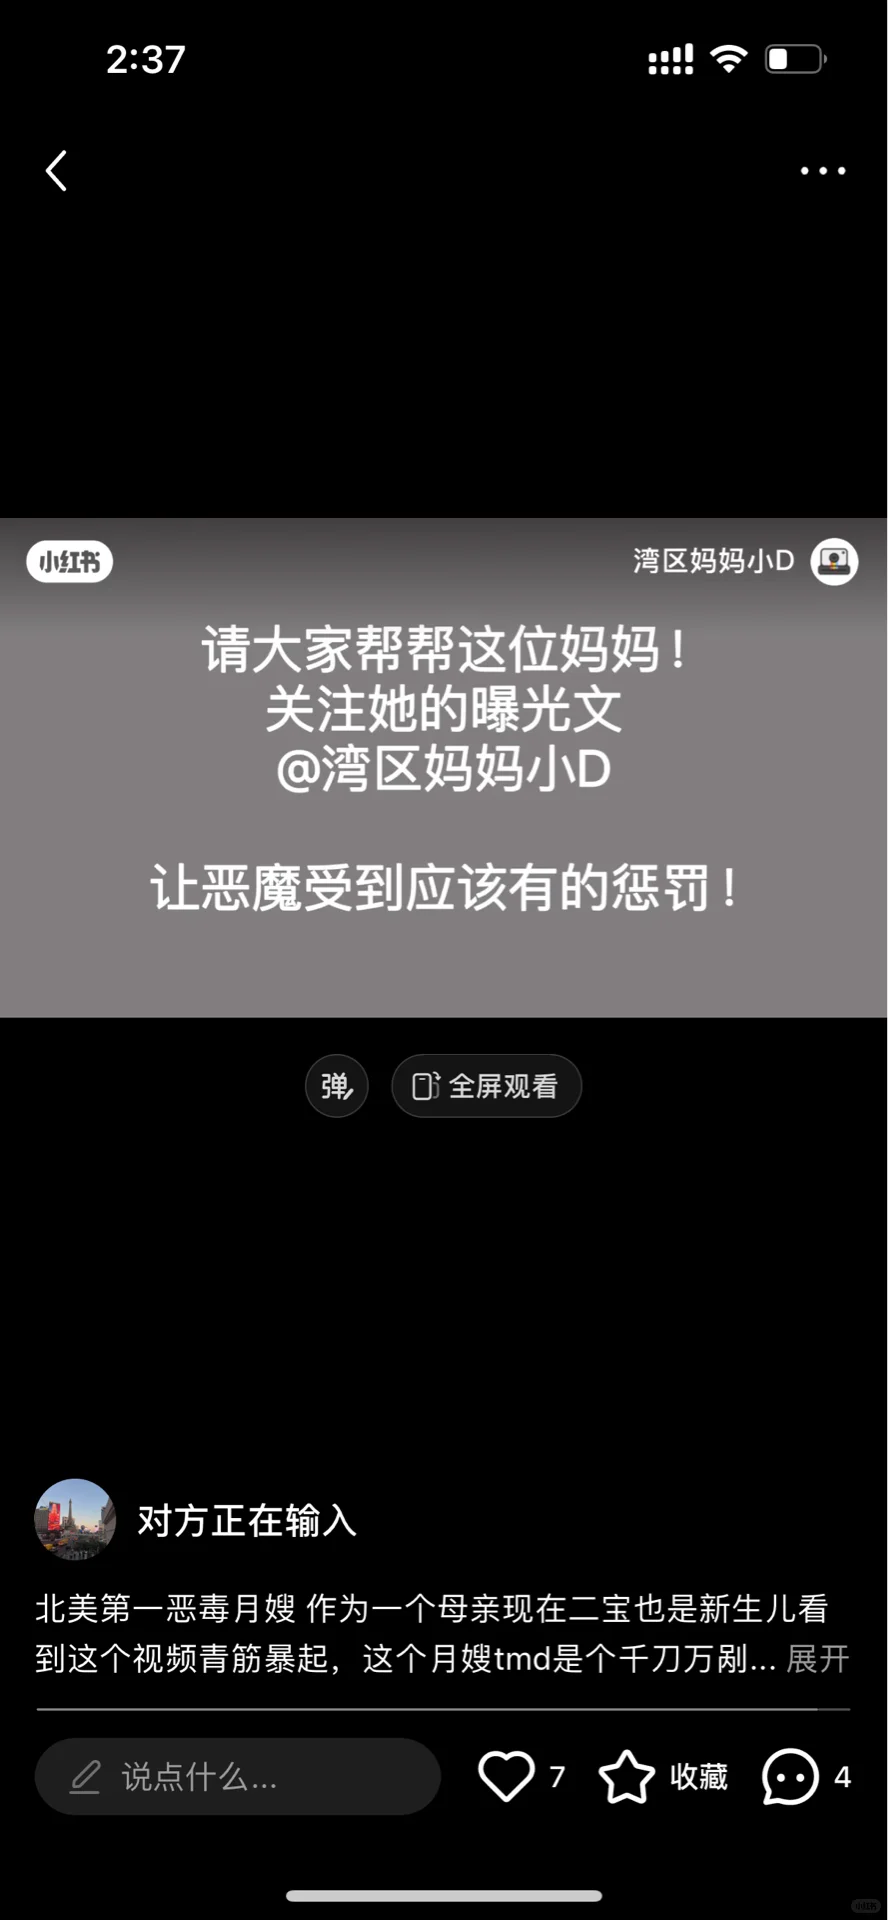 2:37
小红书
湾区妈妈小D
请大家帮帮这位妈妈！
关注她的曝光文
@湾区妈妈小D
让恶魔受到应该有的惩罚！
弹
全屏观看
对方正在输入
北美第一恶毒月嫂 作为一个母亲现在二宝也是新生儿看
到这个视频青筋暴起，这个月嫂tmd是个千刀万剐... 展开
说点什么...
7
收藏
4